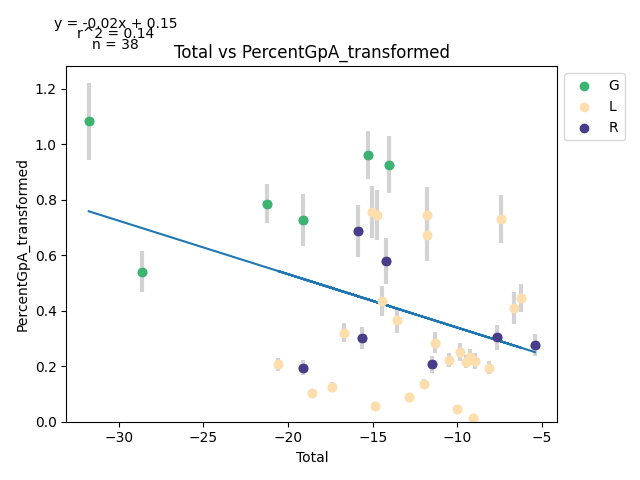 y = -0.02x + 0.15
r^2 = 0.14
n = 38
Total vs PercentGpA_transformed
G
L
R
PercentGpA_transformed
1.2
1.0
0.8
0.6
0.4
0.2
0.0
−30
−25
−20
−15
−10
−5
Total